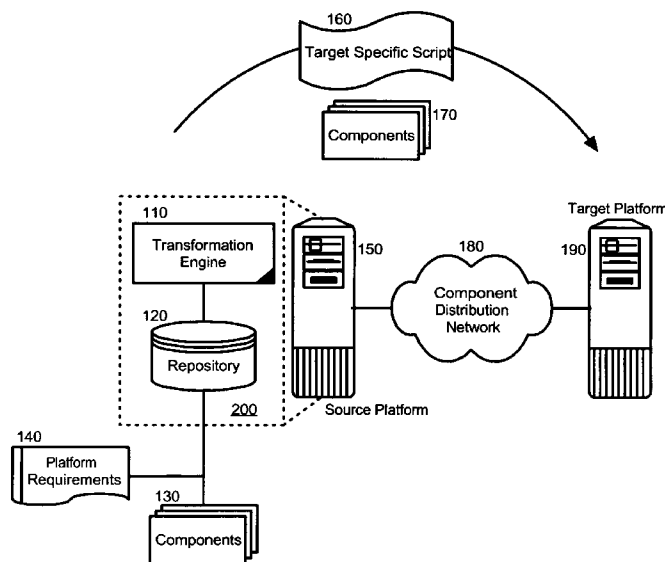 160
Target Specific Script
Components
170
110
Transformation
Engine
120
Repository
200
150
Source Platform
180
Component
Distribution
Network
Target Platform
190
140
Platform
Requirements
130
Components